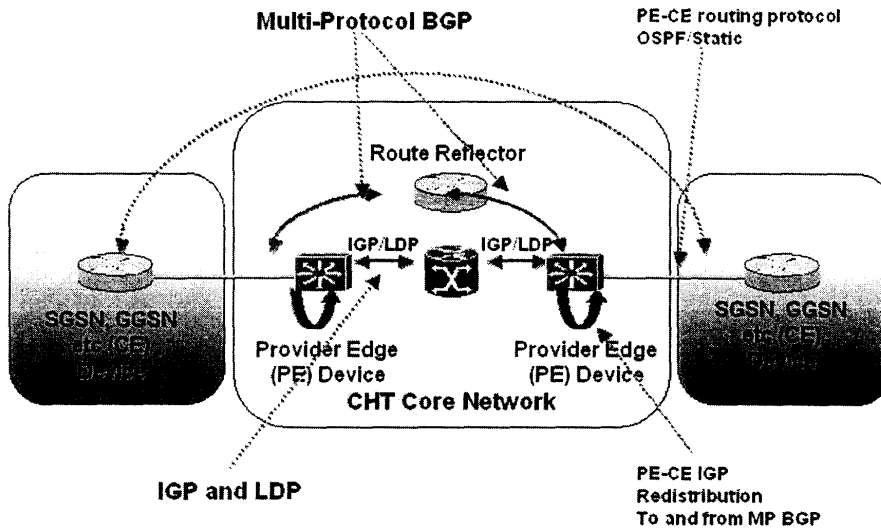 Multi-Protocol BGP
PE-CE routing protocol
OSPF/Static
Route Reflector
IGP/LDP
IGP/LDP
SGSN, GGSN
etc (CE)
Device
Provider Edge
(PE) Device
Provider Edge
(PE) Device
SGSN, GGSN
etc (CE)
CHT Core Network
IGP and LDP
PE-CE IGP
Redistribution
To and from MP BGP